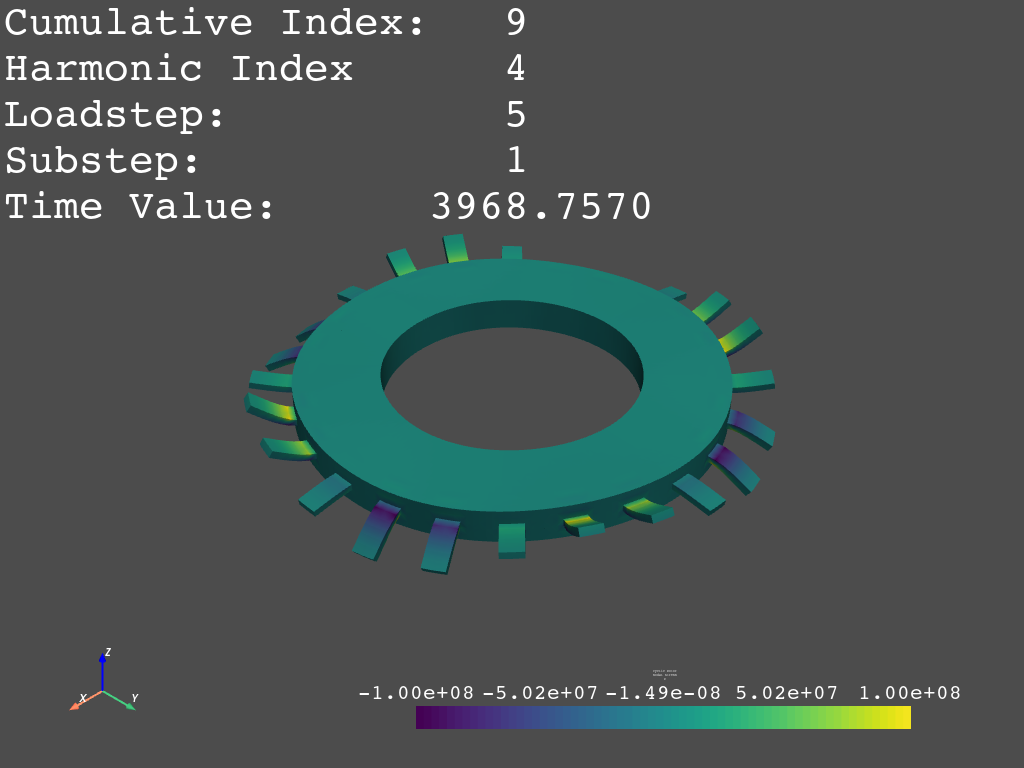 Cumulative Index: 9
Harmonic Index 4
Loadstep: 5
Substep: 1
Time Value: 3968.7570
Z
X Y
-1.00e+08 -5.02e+07 -1.49e-08 5.02e+07 1.00e+08